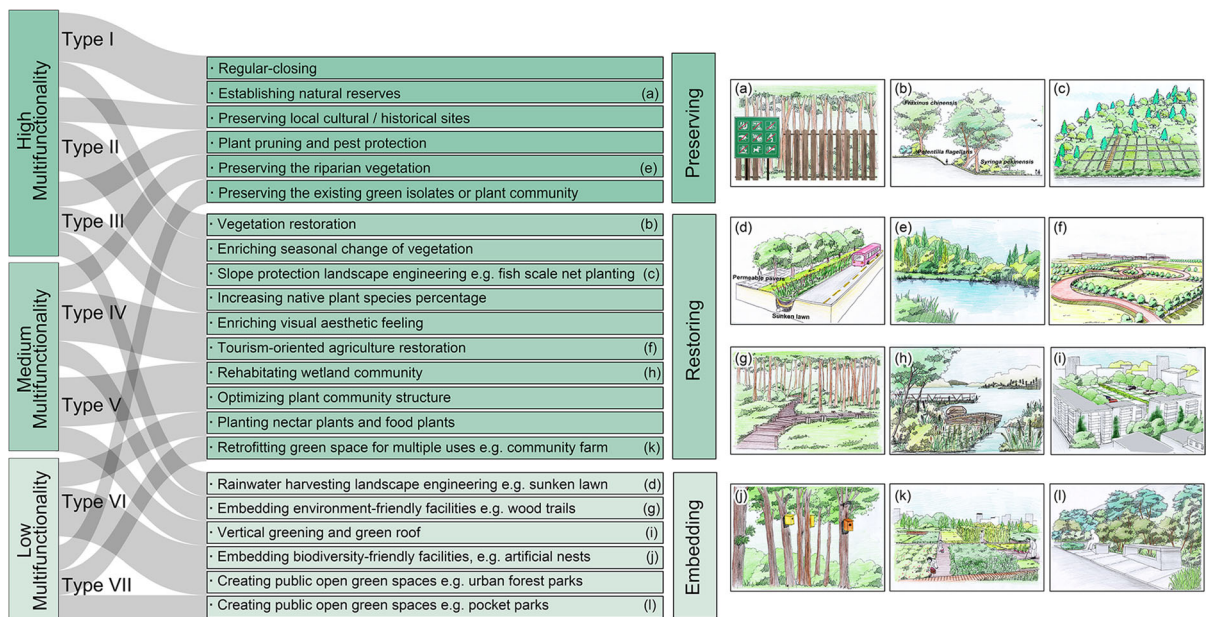 High
Multifunctionality
Medium
Multifunctionality
Low
Multifunctionality
Type I
Type II
Type III
Type IV
Type V
Type VI
Type VII
· Regular-closing
· Establishing natural reserves (a)
· Preserving local cultural / historical sites
· Plant pruning and pest protection
· Preserving the riparian vegetation (e)
· Preserving the existing green isolates or plant community
Preserving
· Vegetation restoration (b)
· Enriching seasonal change of vegetation
· Slope protection landscape engineering e.g. fish scale net planting (c)
· Increasing native plant species percentage
· Enriching visual aesthetic feeling
· Tourism-oriented agriculture restoration (f)
· Rehabitating wetland community (h)
· Optimizing plant community structure
· Planting nectar plants and food plants
· Retrofitting green space for multiple uses e.g. community farm (k)
Restoring
· Rainwater harvesting landscape engineering e.g. sunken lawn (d)
· Embedding environment-friendly facilities e.g. wood trails (g)
· Vertical greening and green roof (i)
· Embedding biodiversity-friendly facilities, e.g. artificial nests (j)
· Creating public open green spaces e.g. urban forest parks
· Creating public open green spaces e.g. pocket parks (l)
Embedding
(a)
(b)
Fraxinus chinensis
flagellaris
Syringa pekinensis
(c)
(d)
Permeable pavers
Sunken lawn
(e)
(f)
(g)
(h)
(i)
(j)
(k)
(l)